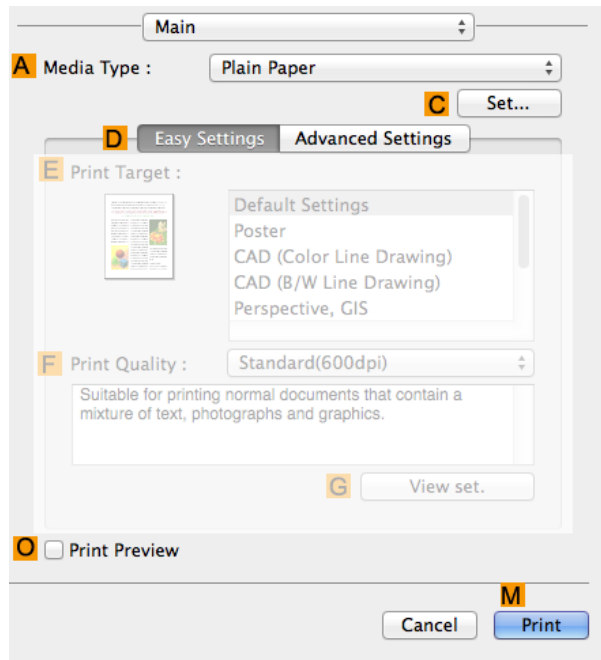 Main
A Media Type : Plain Paper
C Set...
D Easy Settings Advanced Settings
E Print Target :
Default Settings
Poster
CAD (Color Line Drawing)
CAD (B/W Line Drawing)
Perspective, GIS
F Print Quality : Standard(600dpi)
Suitable for printing normal documents that contain a
mixture of text, photographs and graphics.
G View set.
O Print Preview
M
Cancel Print